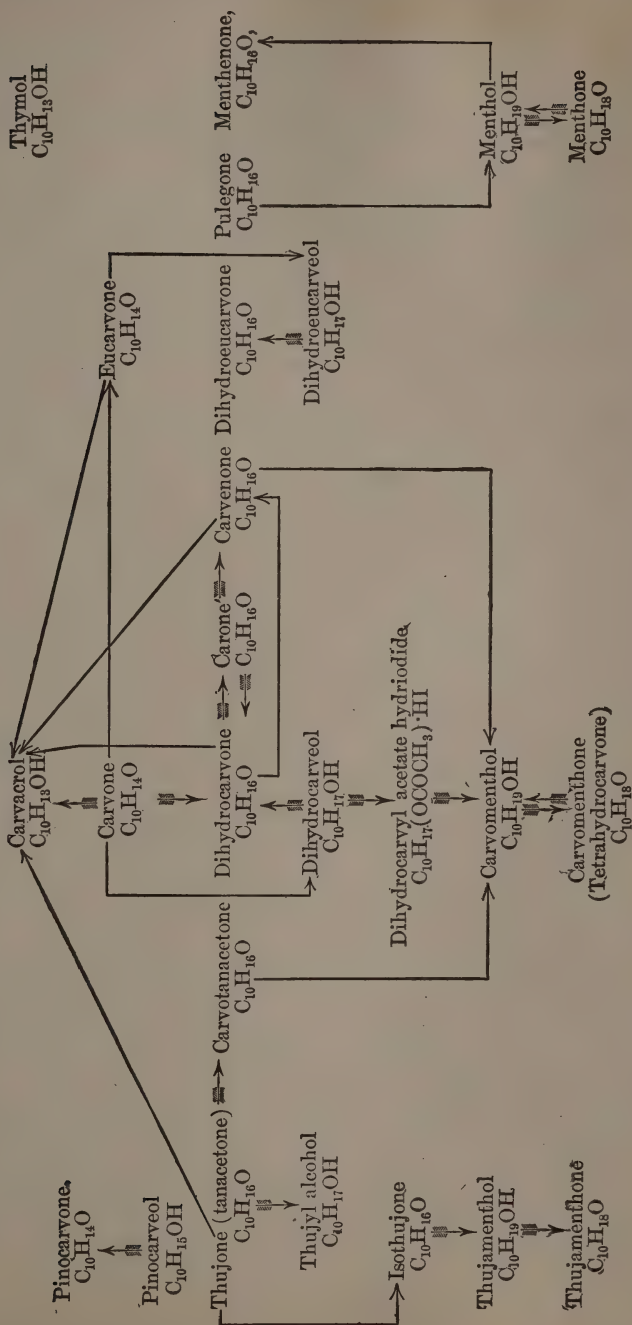 Thymol
C₁₀H₁₃OH
Pinocarvone.
C₁₀H₁₄O
Pinocarveol
C₁₀H₁₅OH
Carvacrol
C₁₀H₁₃OH
Carvone
C₁₀H₁₄O
Eucarvone
C₁₀H₁₄O
Thujone (tanacetone)
C₁₀H₁₆O
Carvotanacetone
C₁₀H₁₆O
Dihydrocarvone
C₁₀H₁₆O
Carone
C₁₀H₁₆O
Carvenone
C₁₀H₁₆O
Dihydroeucarvone
C₁₀H₁₆O
Pulegone
C₁₀H₁₆O
Menthenone,
C₁₀H₁₆O,
Thujyl alcohol
C₁₀H₁₇OH
Dihydrocarveol
C₁₀H₁₇OH
Dihydroeucarveol
C₁₀H₁₇OH
Isothujone
C₁₀H₁₆O
Dihydrocarvyl acetate hydriodide,
C₁₀H₁₇(OCOCH₃)·HI
Thujamenthol
C₁₀H₁₉OH.
Carvomenthol
C₁₀H₁₉OH
Menthol
C₁₀H₁₉OH
Thujamenthone
C₁₀H₁₈O
Carvomenthone
(Tetrahydrocarvone)
C₁₀H₁₈O
Menthone
C₁₀H₁₈O